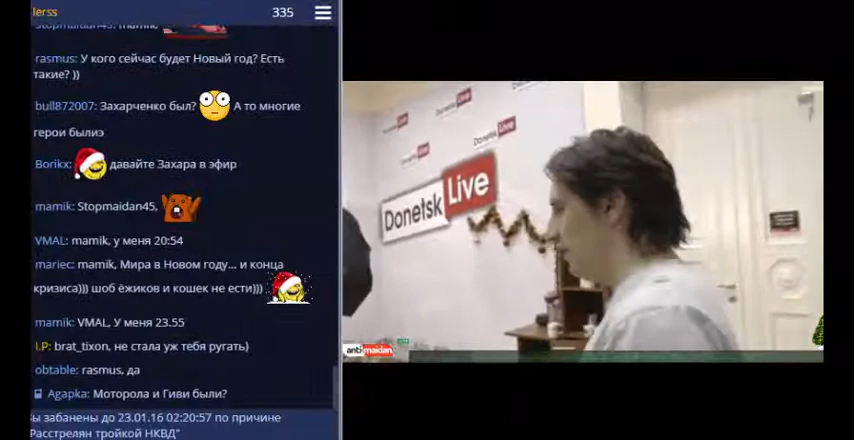 lerss
335
stopmaidan45: mamik,
rasmus: У кого сейчас будет Новый год? Есть
такие? ))
bull872007: Захарченко был? А то многие
герои былиэ
Borikx: давайте Захара в эфир
mamik: Stopmaidan45,
VMAL: mamik, у меня 20:54
mariec: mamik, Мира в Новом году... и конца
кризиса))) шоб ёжиков и кошек не ести)))
mamik: VMAL, У меня 23.55
I.P: brat_tixon, не стала уж тебя ругать)
obtable: rasmus, да
Agapka: Моторола и Гиви были?
Вы забанены до 23.01.16 02:20:57 по причине
Расстрелян тройкой НКВД"
Donetsk Live
Donetsk Live
Donetsk Live
antimaidan